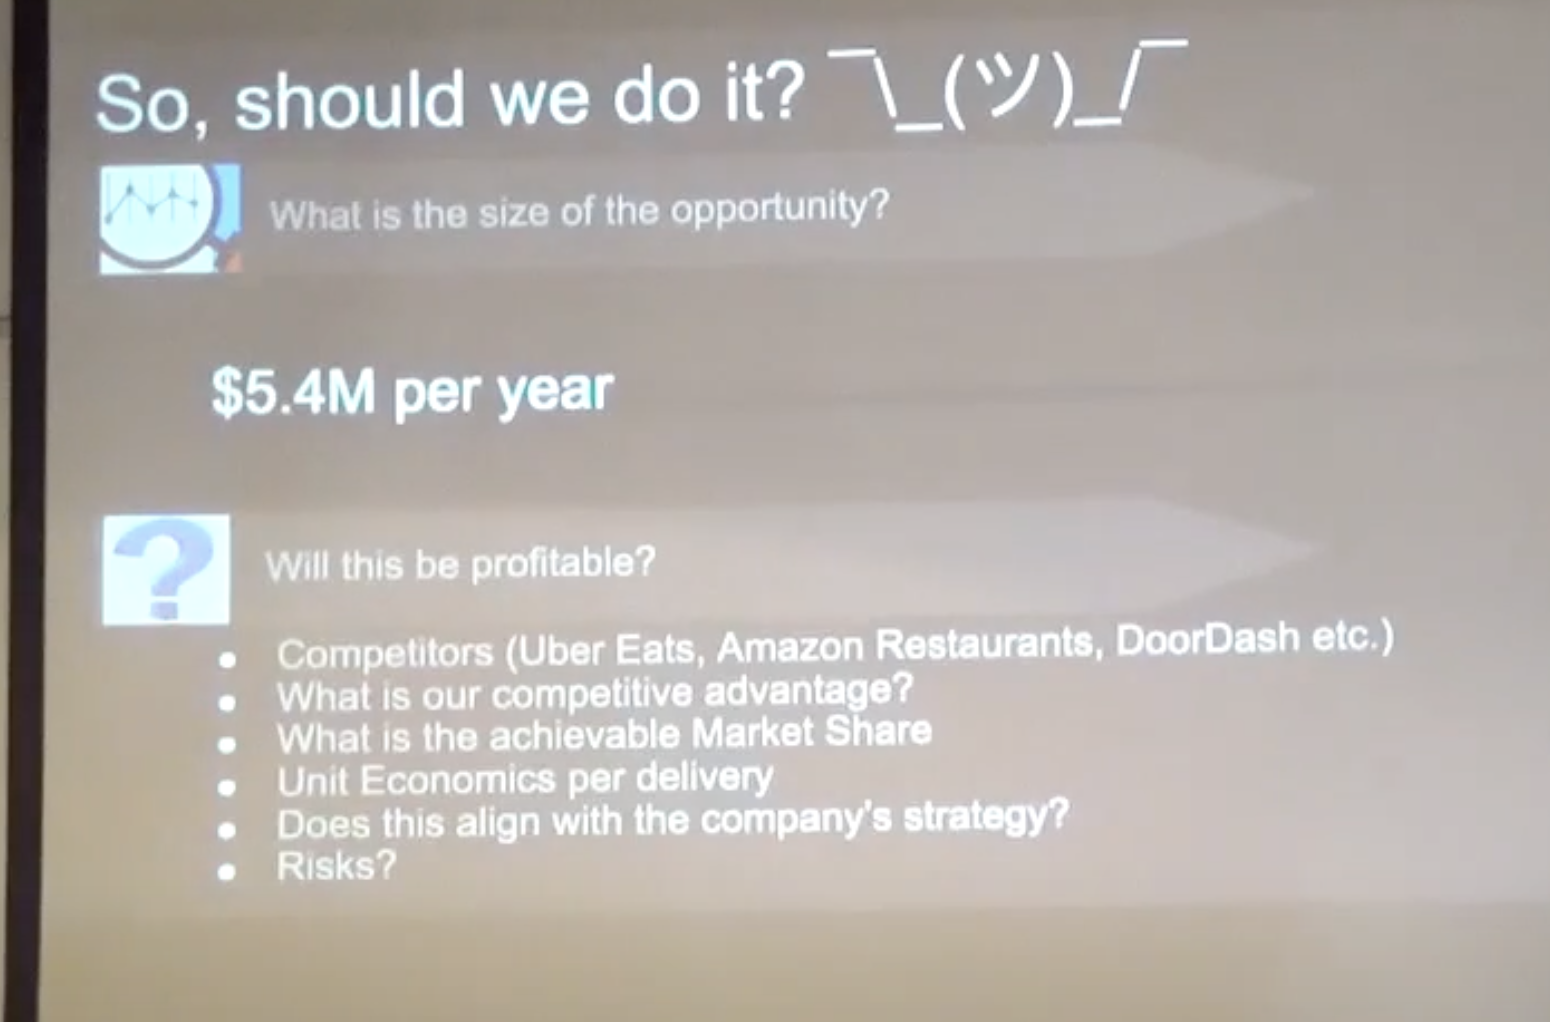 So, should we do it? ¯\_(ツ)_/¯
What is the size of the opportunity?
$5.4M per year
?
Will this be profitable?
• Competitors (Uber Eats, Amazon Restaurants, DoorDash etc.)
• What is our competitive advantage?
• What is the achievable Market Share
• Unit Economics per delivery
• Does this align with the company's strategy?
• Risks?